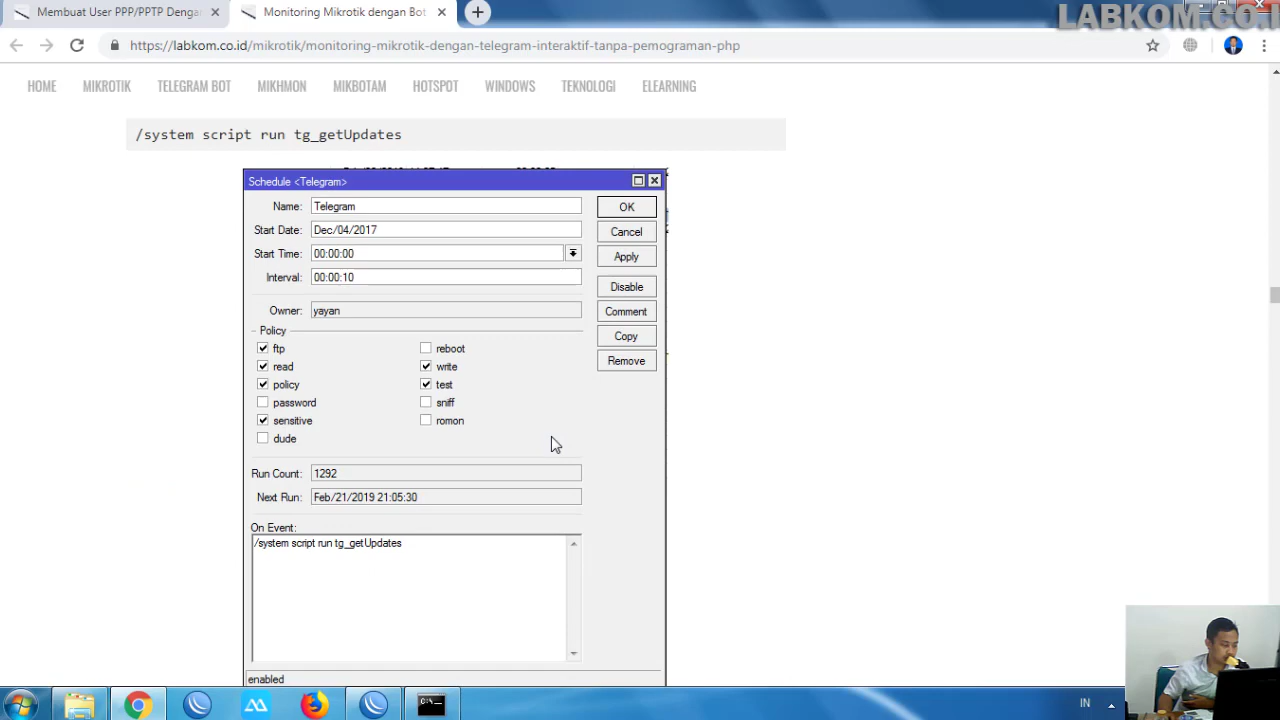 Membuat User PPP/PPTP Denga
Monitoring Mikrotik dengan Bot
LABKOM.CO.I
https://labkom.co.id/mikrotik/monitoring-mikrotik-dengan-telegram-interaktif-tanpa-pemograman-php
HOME MIKROTIK TELEGRAM BOT MIKHMON MIKBOTAM HOTSPOT WINDOWS TEKNOLOGI ELEARNING
/system script run tg_getUpdates
Schedule <Telegram>
Name: Telegram OK
Start Date: Dec/04/2017 Cancel
Start Time: 00:00:00 Apply
Interval: 00:00:10 Disable
Owner: yayan Comment
Policy Copy
ftp reboot
read write Remove
policy test
password sniff
sensitive romon
dude
Run Count: 1292
Next Run: Feb/21/2019 21:05:30
On Event:
/system script run tg_getUpdates
enabled
C:\
IN